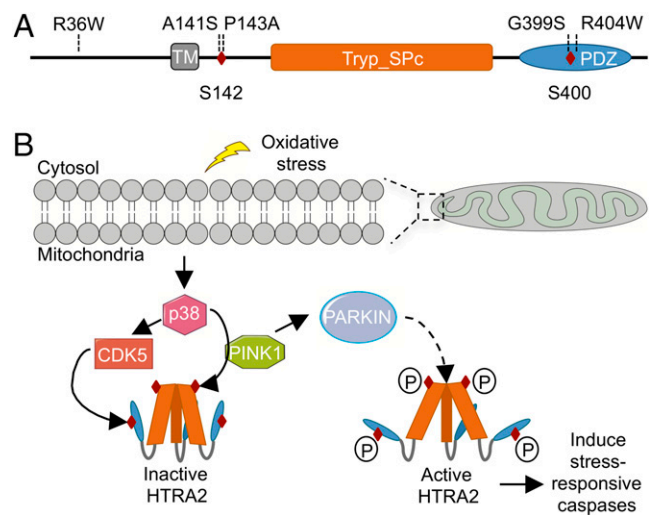 A
R36W
A141S P143A
G399S R404W
TM
Tryp_SPc
PDZ
S142
S400
B
Oxidative
stress
Cytosol
Mitochondria
p38
CDK5
PINK1
PARKIN
P
P
P
P
Inactive
HTRA2
Active
HTRA2
Induce
stress-
responsive
caspases